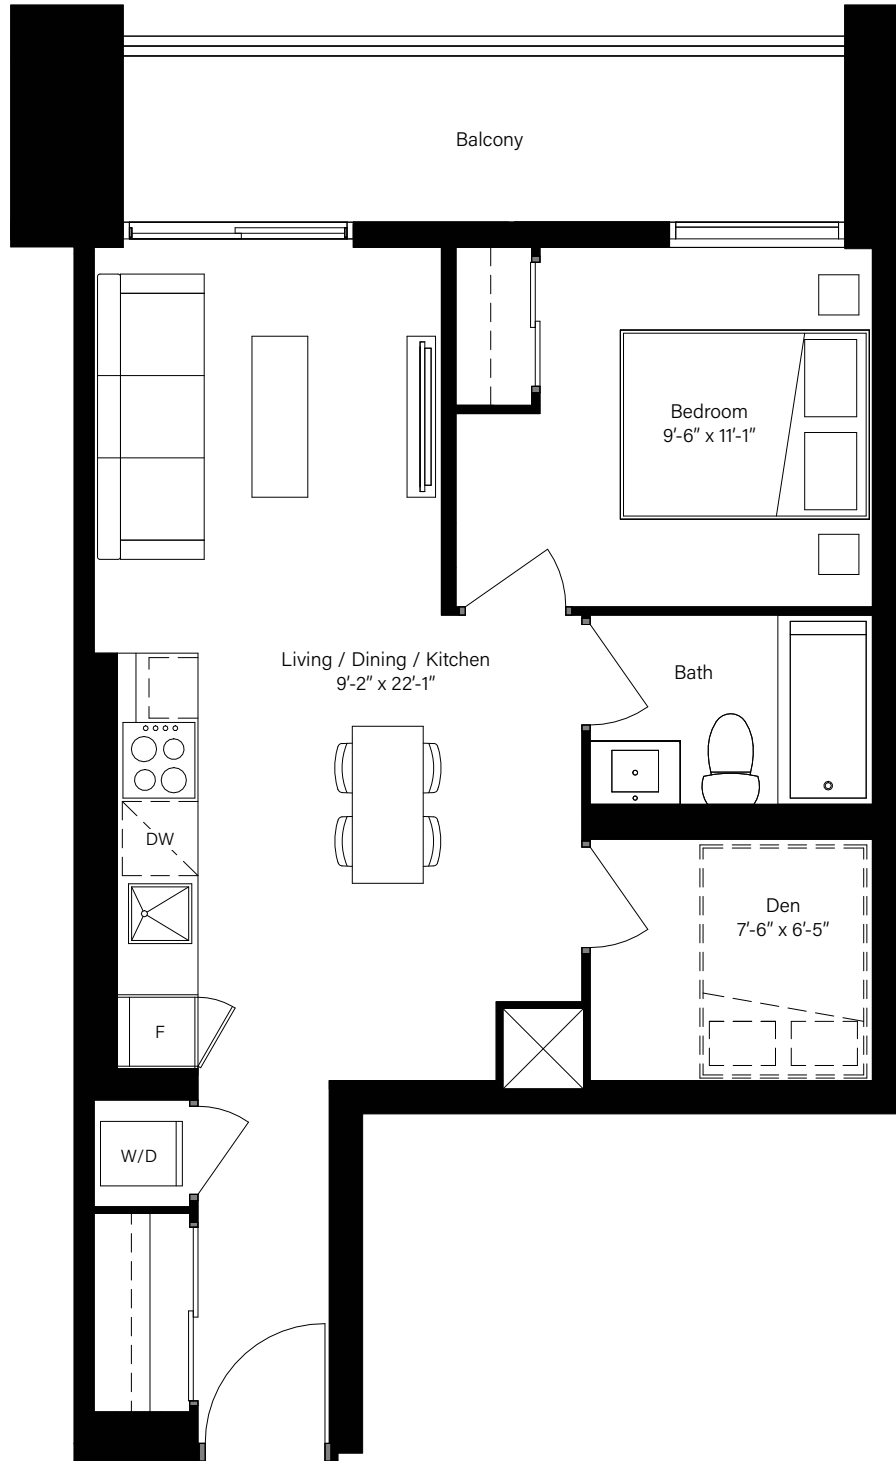 Balcony
Bedroom
9'-6" x 11'-1"
Living / Dining / Kitchen
9'-2" x 22'-1"
Bath
DW
Den
7'-6" x 6'-5"
F
W/D